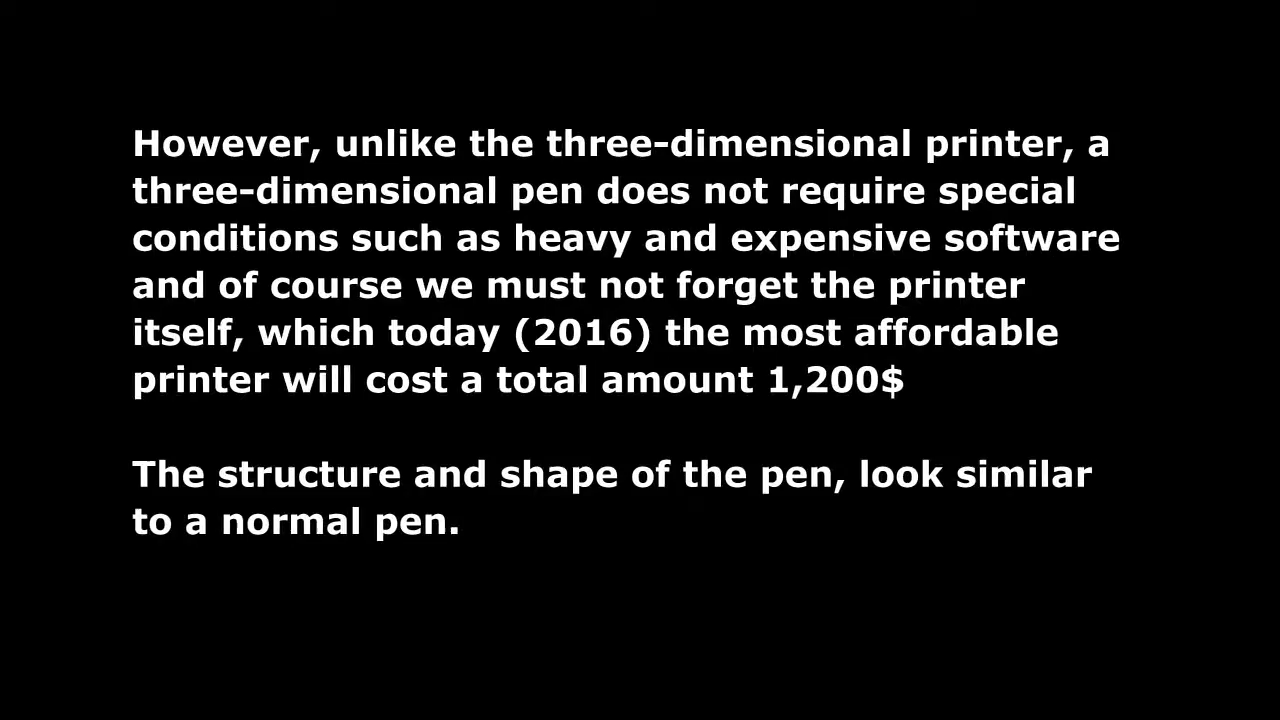 However, unlike the three-dimensional printer, a
three-dimensional pen does not require special
conditions such as heavy and expensive software
and of course we must not forget the printer
itself, which today (2016) the most affordable
printer will cost a total amount 1,200$
The structure and shape of the pen, look similar
to a normal pen.